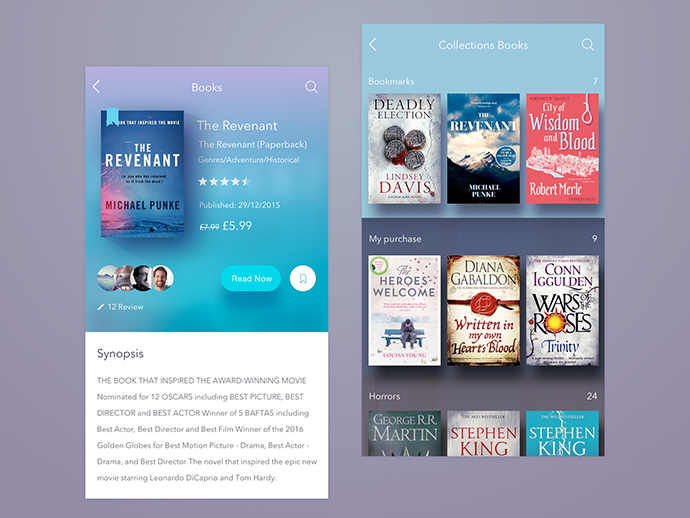 Books
THE BOOK THAT INSPIRED THE MOVIE
THE
REVENANT
MICHAEL PUNKE
The Revenant
The Revenant (Paperback)
Genres/Adventure/Historical
Published: 29/12/2015
£7.99 £5.99
Read Now
12 Review
Synopsis
THE BOOK THAT INSPIRED THE AWARD-WINNING MOVIE
Nominated for 12 OSCARS including BEST PICTURE, BEST
DIRECTOR and BEST ACTOR Winner of 5 BAFTAS including
Best Actor, Best Director and Best Film Winner of the 2016
Golden Globes for Best Motion Picture - Drama, Best Actor -
Drama, and Best Director The novel that inspired the epic new
movie starring Leonardo DiCaprio and Tom Hardy.
Collections Books
Bookmarks 7
DEADLY
ELECTION
LINDSEY
DAVIS
THE
REVENANT
MICHAEL
PUNKE
City of
Wisdom
and
Blood
Robert Merle
My purchase 9
The
HEROES'
WELCOME
LOUISA YOUNG
DIANA
GABALDON
Written in
my own
Heart's Blood
CONN
IGGULDEN
WARS OF
THE
ROSES
Trinity
Horrors 24
GEORGE R.R.
MARTIN
STEPHEN
KING
STEPHEN
KING